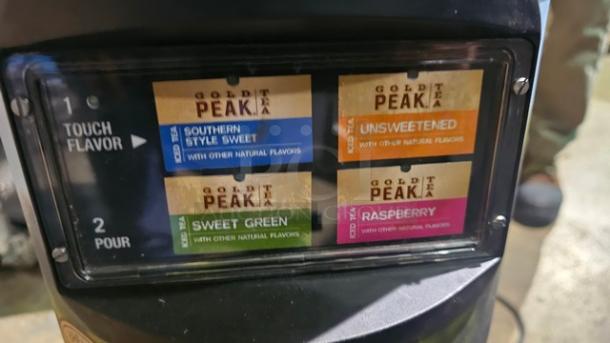 1
TOUCH
FLAVOR
2
POUR
GOLD
PEAK
TEA
ICED TEA
SOUTHERN
STYLE SWEET
WITH OTHER NATURAL FLAVORS
GOLD
PEAK
TEA
ICED TEA
UNSWEETENED
WITH OTHER NATURAL FLAVORS
GOLD
PEAK
TEA
ICED TEA
SWEET GREEN
WITH OTHER NATURAL FLAVORS
GOLD
PEAK
TEA
ICED TEA
RASPBERRY
WITH OTHER NATURAL FLAVORS